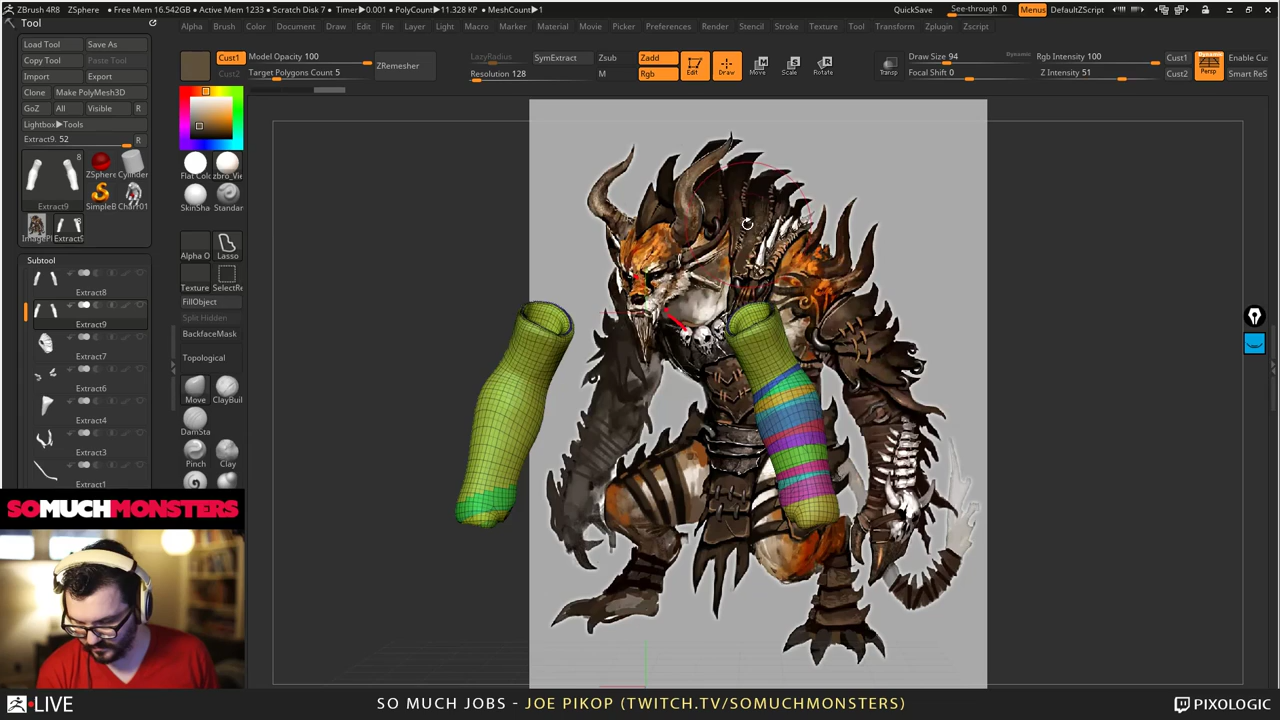 ZBrush 4R8 ZSphere • Free Mem 16.542GB • Active Mem 1233 • Scratch Disk 7 • Timer▶0.001 •PolyCount▶11.328 KP •MeshCount▶1
QuickSave See-through 0 Menus DefaultZScript
Tool
Alpha Brush Color Document Draw Edit File Layer Light Macro Marker Material Movie Picker Preferences Render Stencil Stroke Texture Tool Transform Zplugin Zscript
Load Tool Save As
Copy Tool Paste Tool
Import Export
Clone Make PolyMesh3D
GoZ All Visible R
Lightbox▶Tools
Extract9. 52 R
8
Extract9
ZSphere Cylinder
SimpleB
ImagePl
Cust1 Model Opacity 100
Cust2 Target Polygons Count 5
ZRemesher
LazyRadius SymExtract Zsub
Resolution 128 M
Zadd
Rgb
Edit Draw Move Scale Rotate
Transp
Draw Size 94 Dynamic
Focal Shift 0
Rgb Intensity 100
Z Intensity 51
Cust1
Cust2
Dynamic
Persp
Enable Cu
Smart ReS
Flat Colo zbro_Vie
SkinSha Standar
Alpha O Lasso
Texture SelectRe
FillObject
Split Hidden
BackfaceMask
Topological
Move ClayBuil
DamSta
Pinch Clay
Subtool
Extract8
Extract9
Extract7
Extract6
Extract4
Extract3
Extract1
SOMUCHMONSTERS
LIVE
SO MUCH JOBS - JOE PIKOP (TWITCH.TV/SOMUCHMONSTERS)
PIXOLOGIC